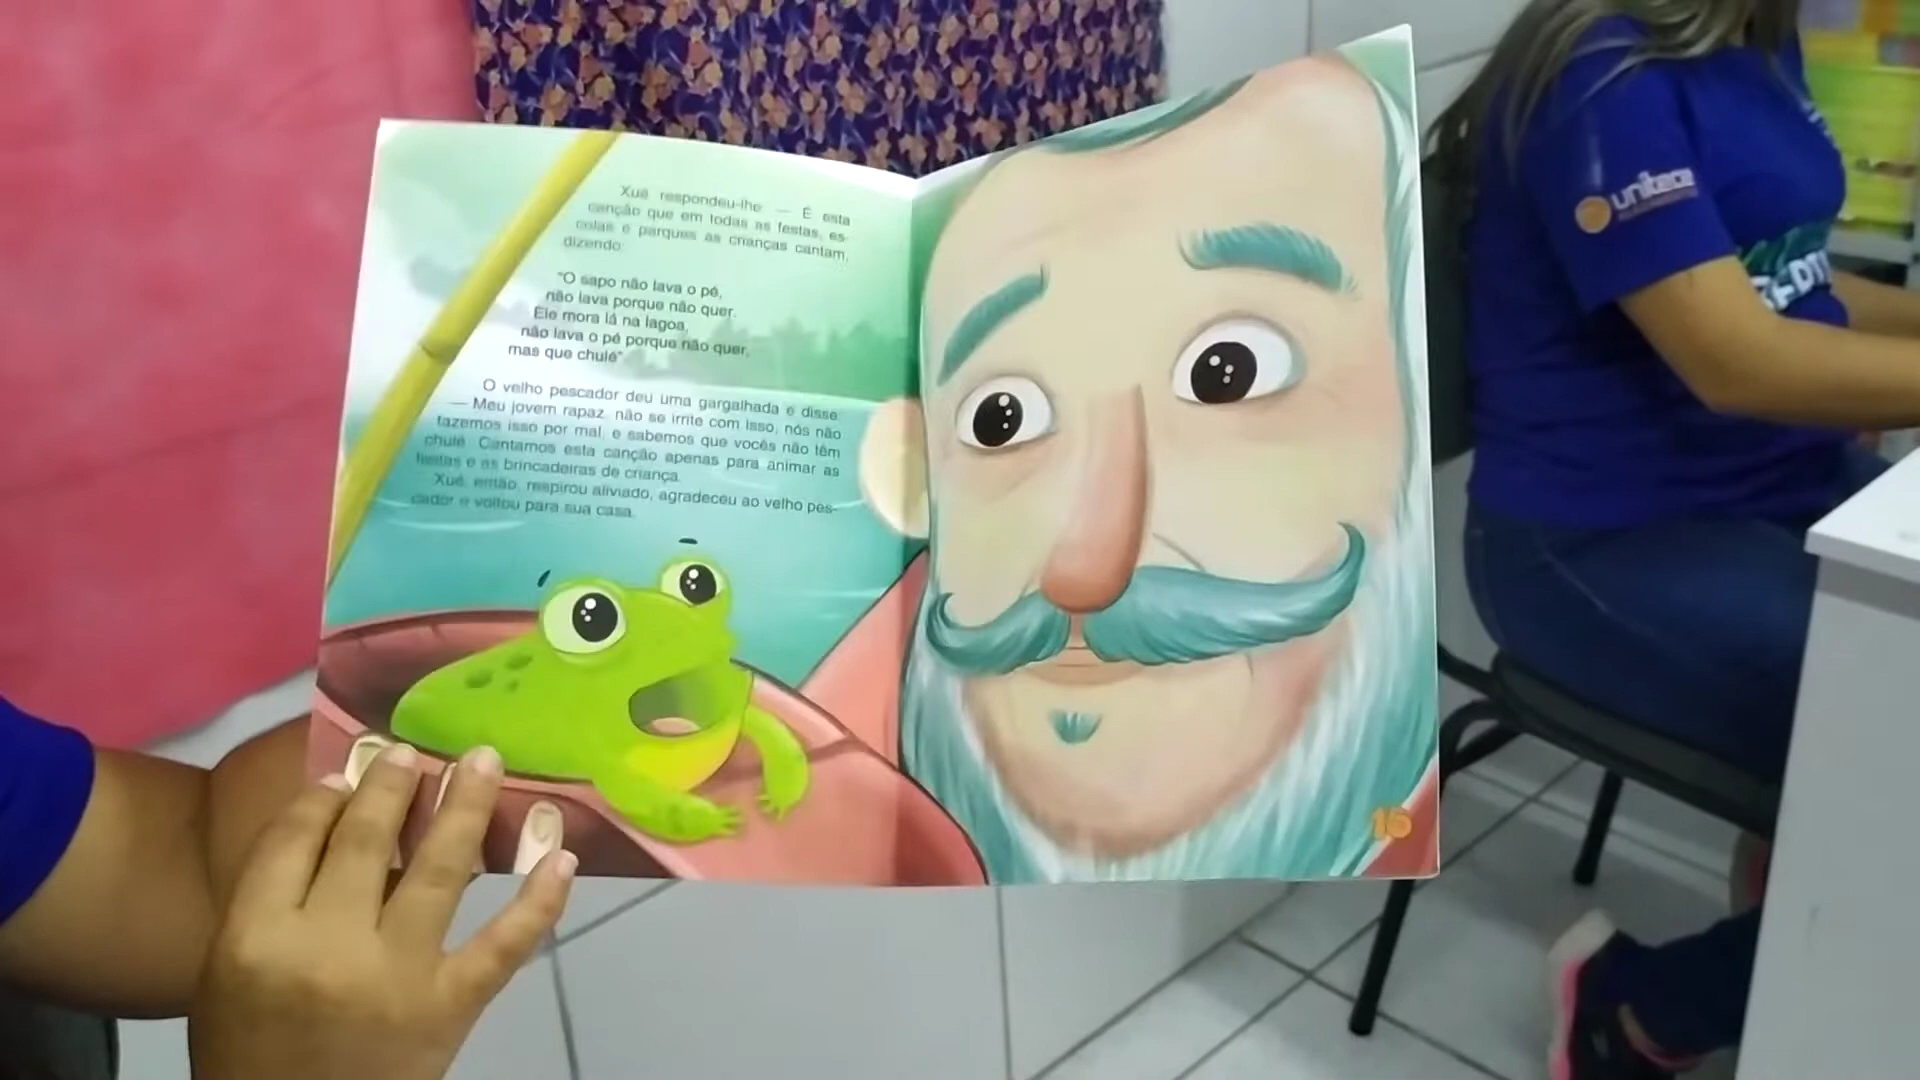 Xuê respondeu-lhe: — É esta
canção que em todas as festas, es-
colas e parques as crianças cantam,
dizendo:
"O sapo não lava o pé,
não lava porque não quer.
Ele mora lá na lagoa,
não lava o pé porque não quer,
mas que chulé"
O velho pescador deu uma gargalhada e disse:
— Meu jovem rapaz, não se irrite com isso, nós não
fazemos isso por mal, e sabemos que vocês não têm
chulé. Cantamos esta canção apenas para animar as
festas e as brincadeiras de criança.
Xuê, então, respirou aliviado, agradeceu ao velho pes-
cador e voltou para sua casa.
15
unitece